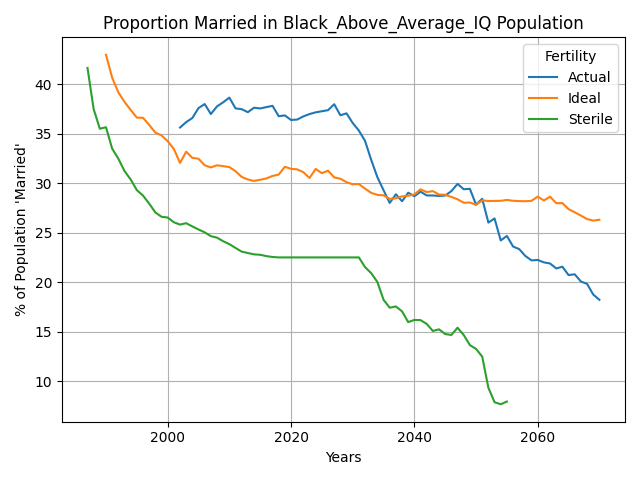 Proportion Married in Black_Above_Average_IQ Population
Fertility
Actual
Ideal
Sterile
% of Population 'Married'
40
35
30
25
20
15
10
2000
2020
2040
2060
Years